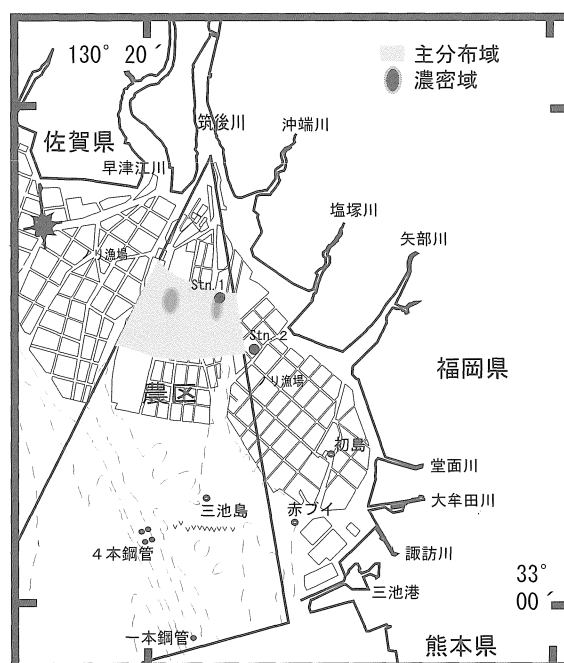 130° 20´
主分布域
濃密域
筑後川
沖端川
佐賀県
早津江川
塩塚川
矢部川
ノリ漁場
Stn. 1
Stn. 2
福岡県
ノリ漁場
農区
初島
堂面川
三池島
赤ブイ
大牟田川
4本鋼管
諏訪川
33°
00´
三池港
一本鋼管
熊本県